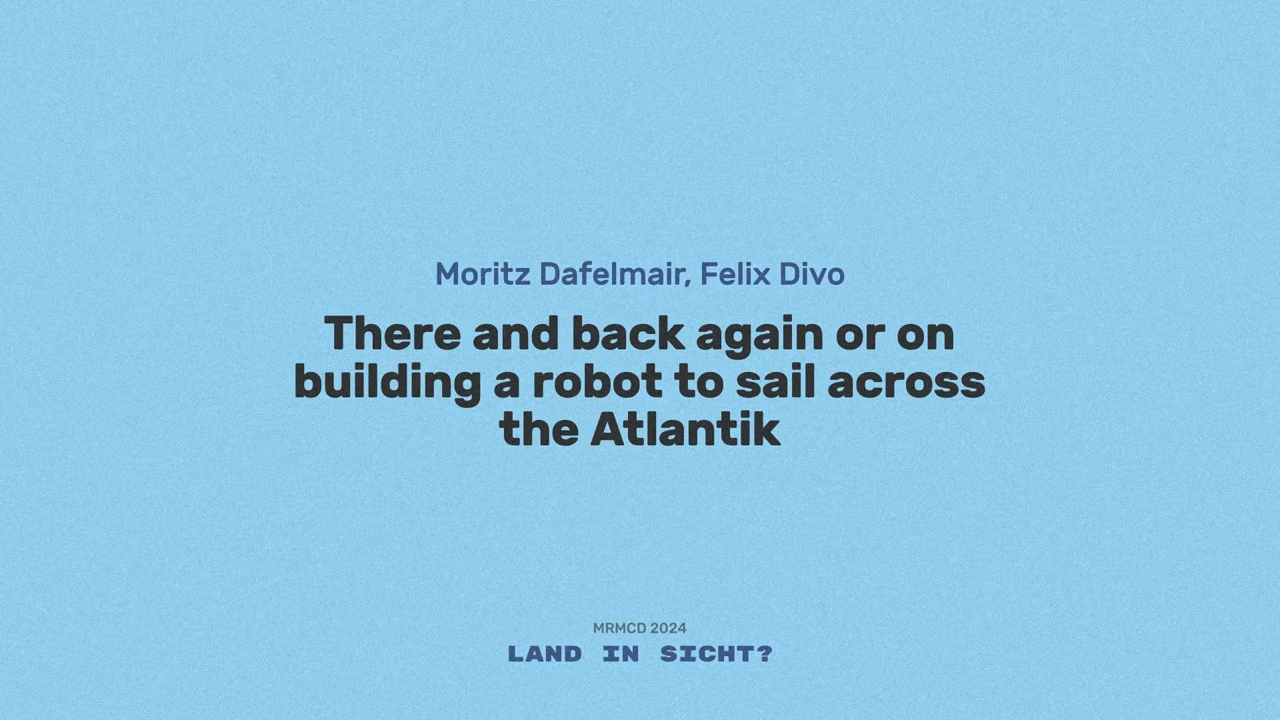 Moritz Dafelmair, Felix Divo
There and back again or on
building a robot to sail across
the Atlantik
MRMCD 2024
LAND IN SICHT?